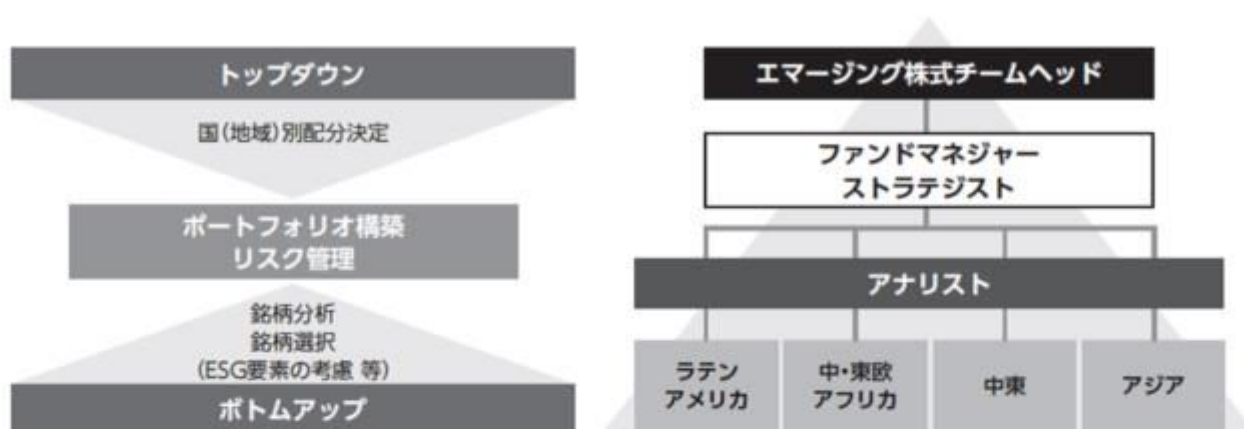 トップダウン
国(地域)別配分決定
ポートフォリオ構築
リスク管理
銘柄分析
銘柄選択
(ESG要素の考慮 等)
ボトムアップ
エマージング株式チームヘッド
ファンドマネジャー
ストラテジスト
アナリスト
ラテン
アメリカ
中・東欧
アフリカ
中東
アジア